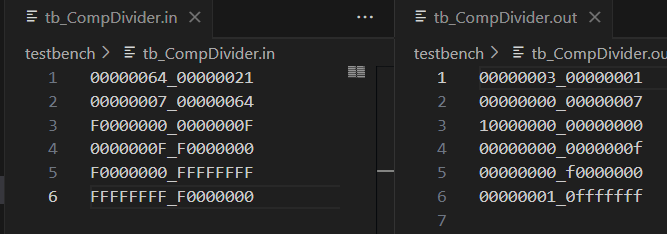 tb_CompDivider.in
testbench > tb_CompDivider.in
1 00000064_00000021
2 00000007_00000064
3 F0000000_0000000F
4 0000000F_F0000000
5 F0000000_FFFFFFFF
6 FFFFFFFF_F0000000
tb_CompDivider.out
testbench > tb_CompDivider.ou
1 00000003_00000001
2 00000000_00000007
3 10000000_00000000
4 00000000_0000000f
5 00000000_f0000000
6 00000001_0fffffff
7